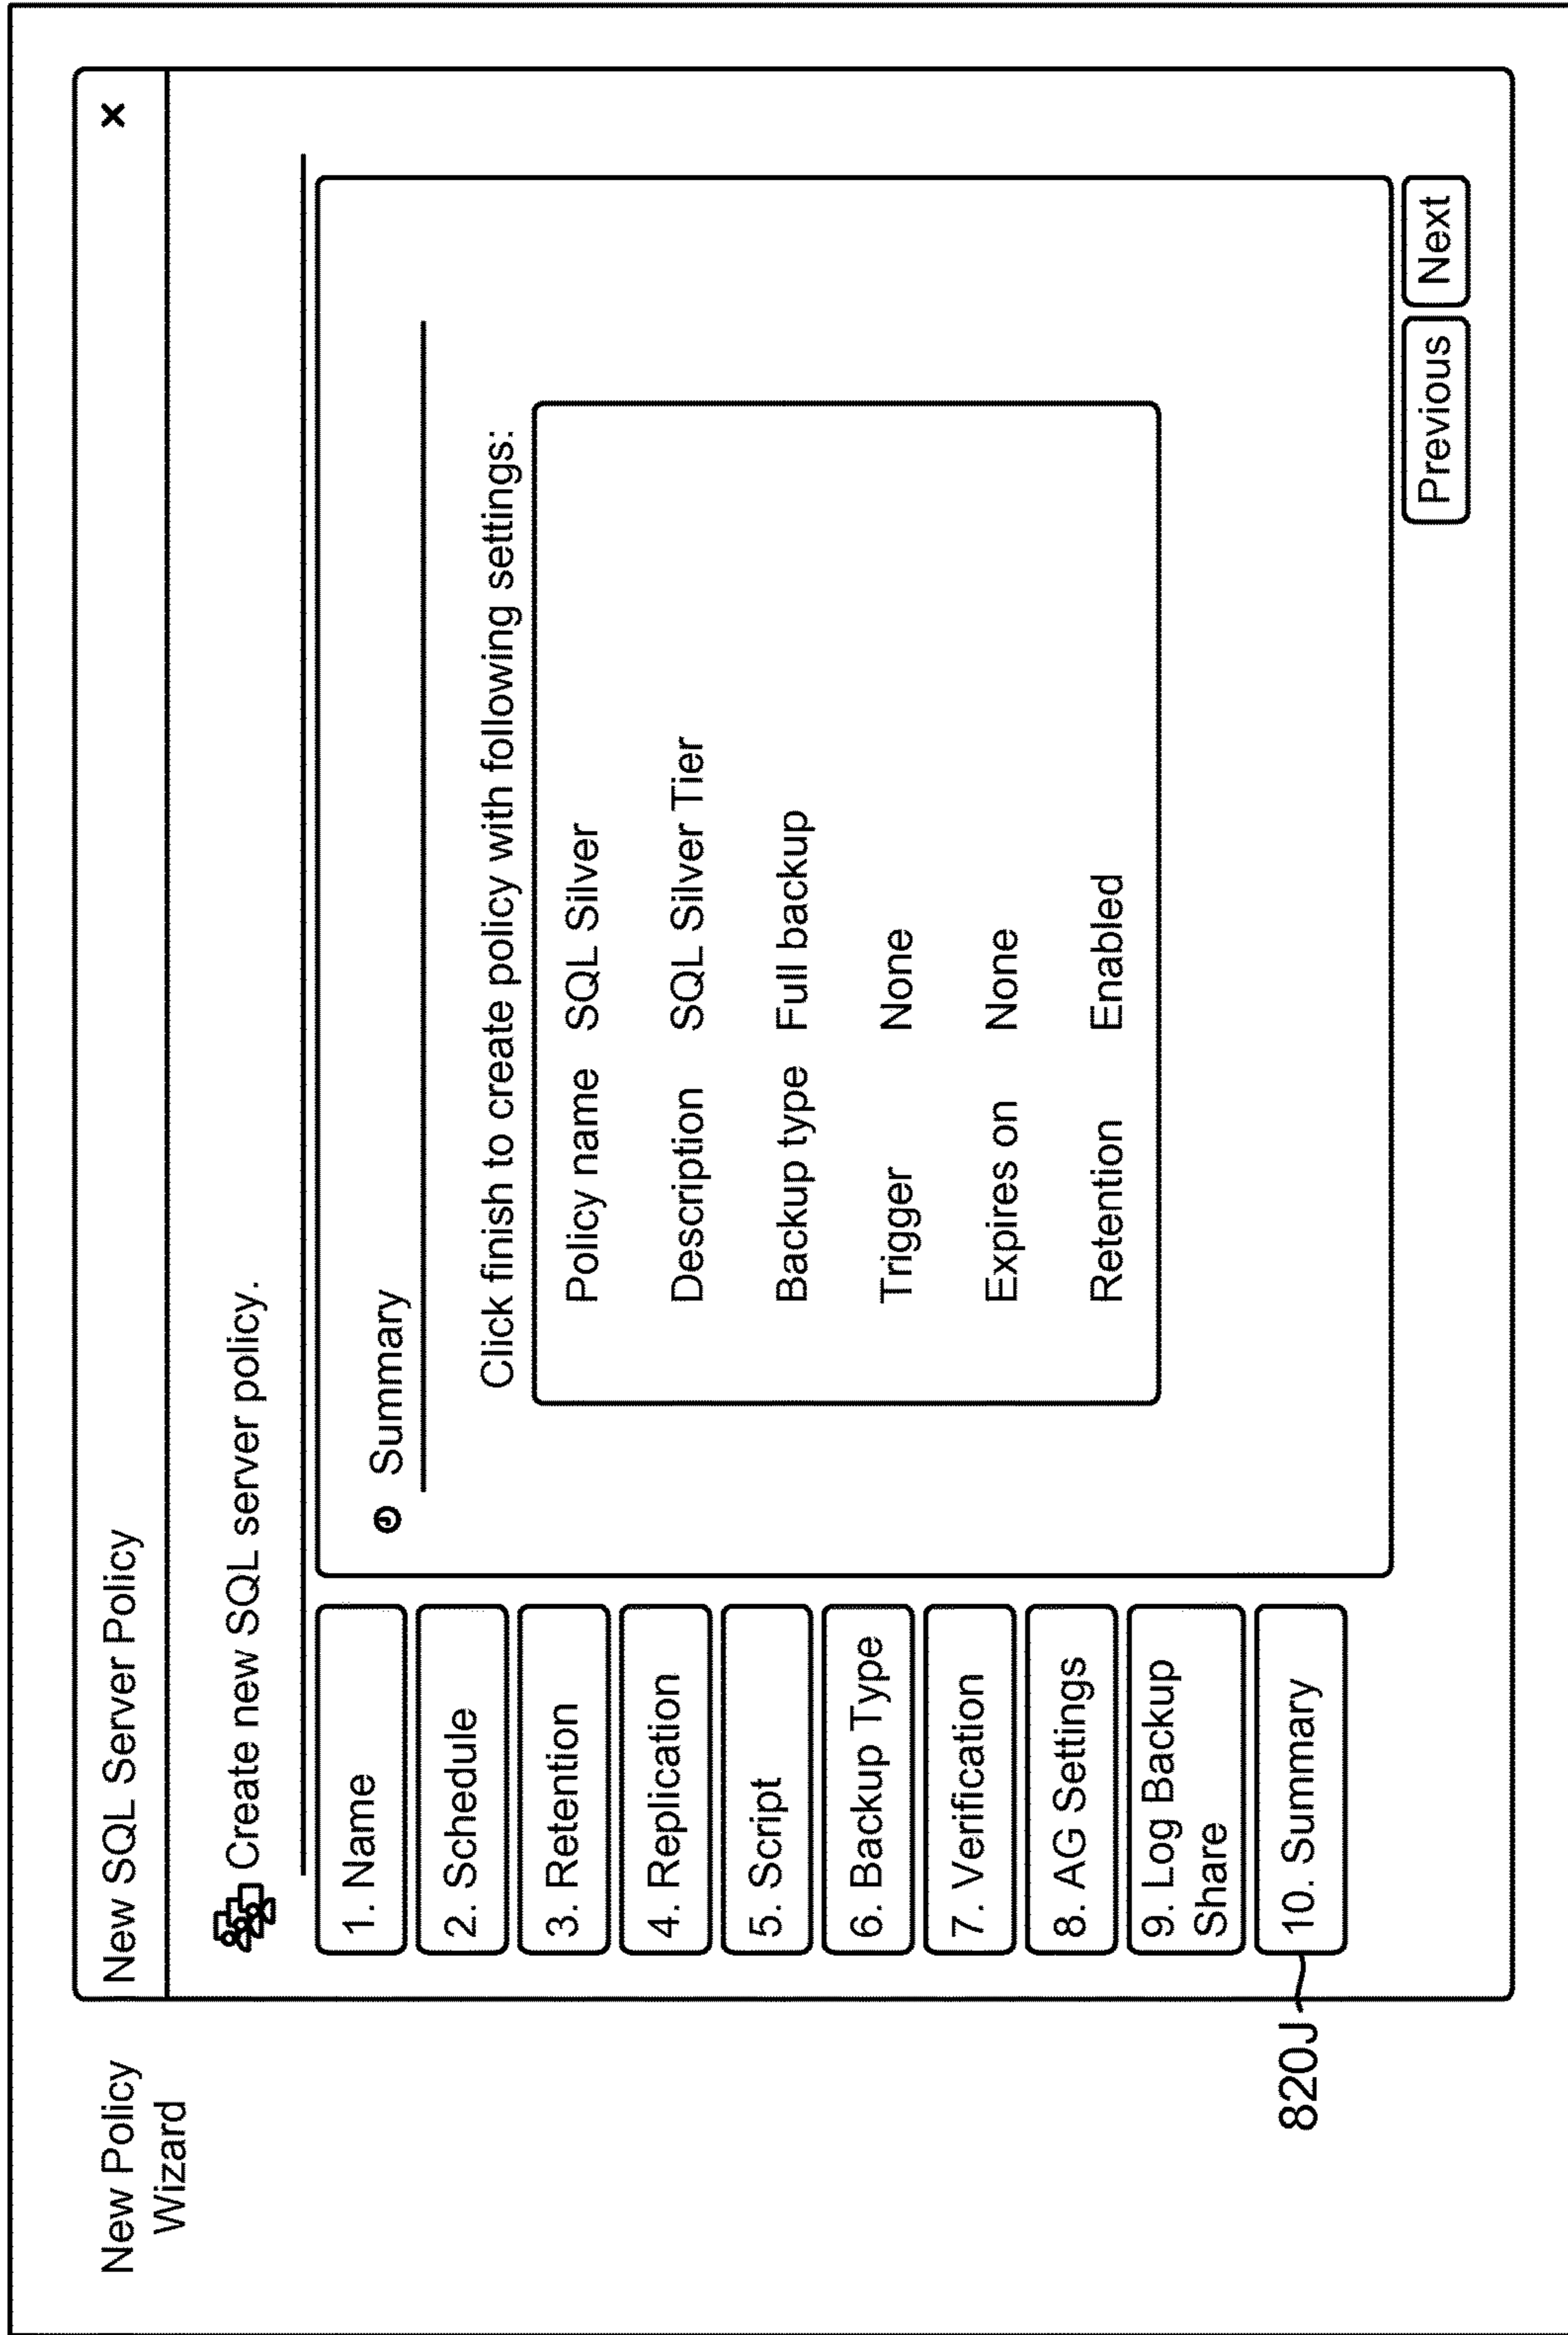 New Policy
Wizard
New SQL Server Policy
×
Create new SQL server policy.
1. Name
2. Schedule
3. Retention
4. Replication
5. Script
6. Backup Type
7. Verification
8. AG Settings
9. Log Backup
Share
10. Summary
820J
Summary
Click finish to create policy with following settings:
Policy name SQL Silver
Description SQL Silver Tier
Backup type Full backup
Trigger None
Expires on None
Retention Enabled
Previous
Next